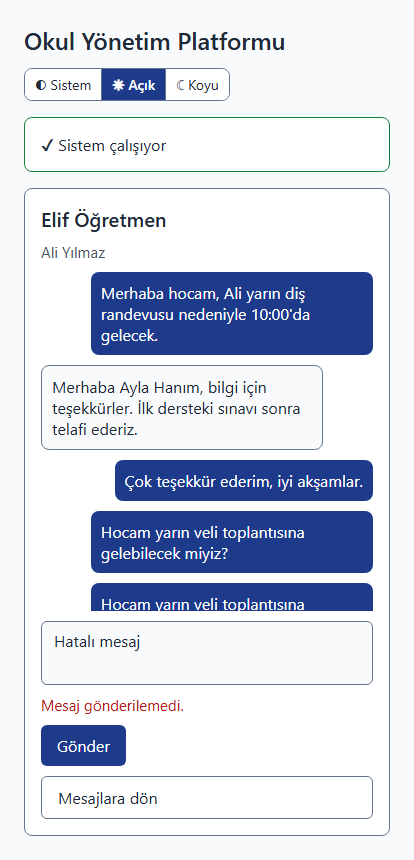 Okul Yönetim Platformu
◐ Sistem
✱ Açık
☾ Koyu
✓ Sistem çalışıyor
Elif Öğretmen
Ali Yılmaz
Merhaba hocam, Ali yarın diş
randevusu nedeniyle 10:00'da
gelecek.
Merhaba Ayla Hanım, bilgi için
teşekkürler. İlk dersteki sınavı sonra
telafi ederiz.
Çok teşekkür ederim, iyi akşamlar.
Hocam yarın veli toplantısına
gelebilecek miyiz?
Hocam yarın veli toplantısına
Hatalı mesaj
Mesaj gönderilemedi.
Gönder
Mesajlara dön